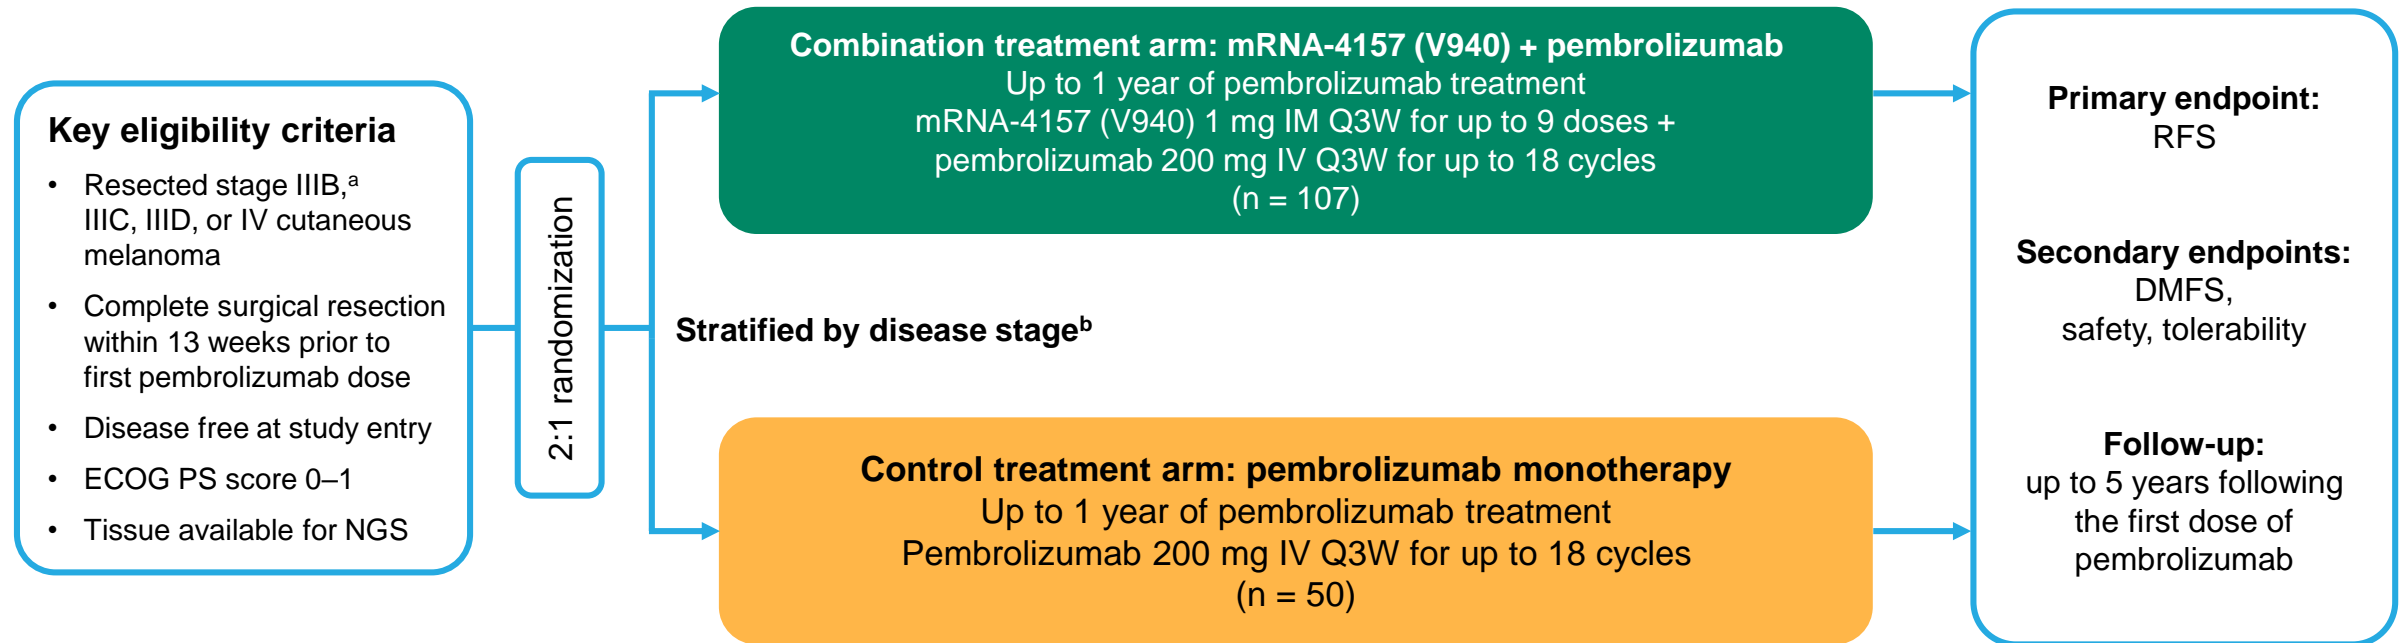 Key eligibility criteria
• Resected stage IIIB,ᵃ
IIIC, IIID, or IV cutaneous
melanoma
• Complete surgical resection
within 13 weeks prior to
first pembrolizumab dose
• Disease free at study entry
• ECOG PS score 0–1
• Tissue available for NGS
2:1 randomization
Combination treatment arm: mRNA-4157 (V940) + pembrolizumab
Up to 1 year of pembrolizumab treatment
mRNA-4157 (V940) 1 mg IM Q3W for up to 9 doses +
pembrolizumab 200 mg IV Q3W for up to 18 cycles
(n = 107)
Stratified by disease stageᵇ
Control treatment arm: pembrolizumab monotherapy
Up to 1 year of pembrolizumab treatment
Pembrolizumab 200 mg IV Q3W for up to 18 cycles
(n = 50)
Primary endpoint:
RFS
Secondary endpoints:
DMFS,
safety, tolerability
Follow-up:
up to 5 years following
the first dose of
pembrolizumab